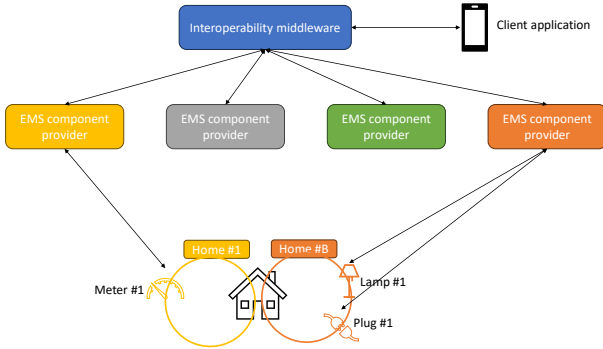 Interoperability middleware
Client application
EMS component
provider
EMS component
provider
EMS component
provider
EMS component
provider
Home #1
Home #B
Meter #1
Lamp #1
Plug #1